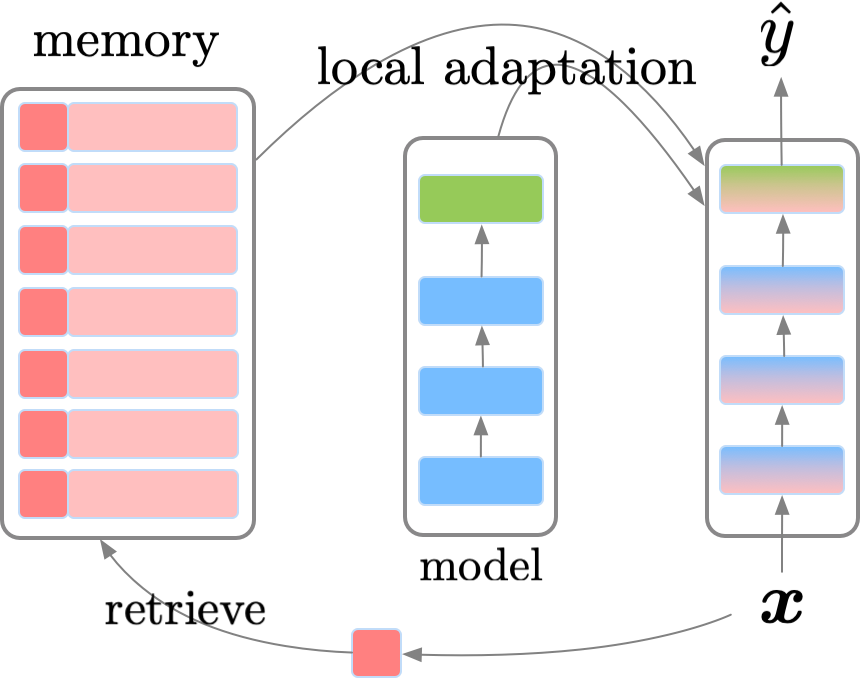 memory
local adaptation
ŷ
model
retrieve
x